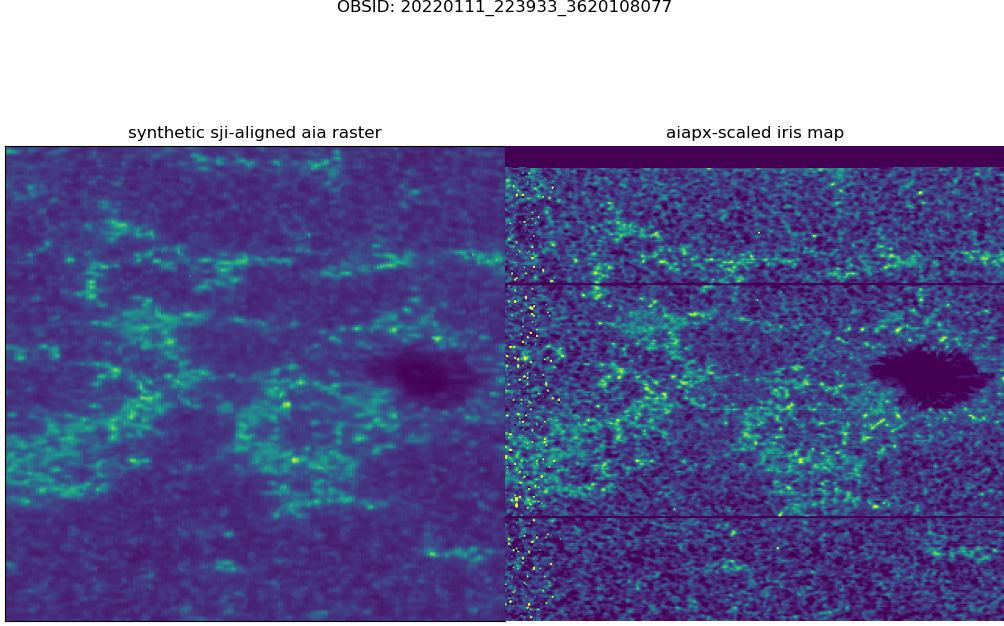 OBSID: 20220111_223933_3620108077
synthetic sji-aligned aia raster
aiapx-scaled iris map